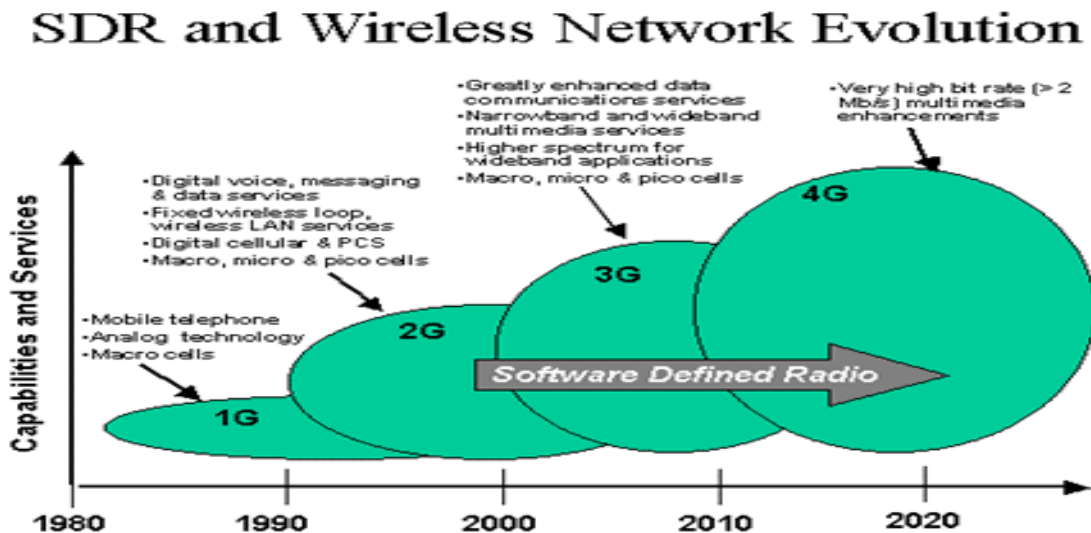 SDR and Wireless Network Evolution
•Greatly enhanced data
communications services
•Narrowband and wideband
multimedia services
•Higher spectrum for
wideband applications
•Macro, micro & pico cells
•Very high bit rate (> 2
Mb/s) multimedia
enhancements
•Digital voice, messaging
& data services
•Fixed wireless loop,
wireless LAN services
•Digital cellular & PCS
•Macro, micro & pico cells
•Mobile telephone
•Analog technology
•Macro cells
Capabilities and Services
1G
2G
3G
4G
Software Defined Radio
1980
1990
2000
2010
2020